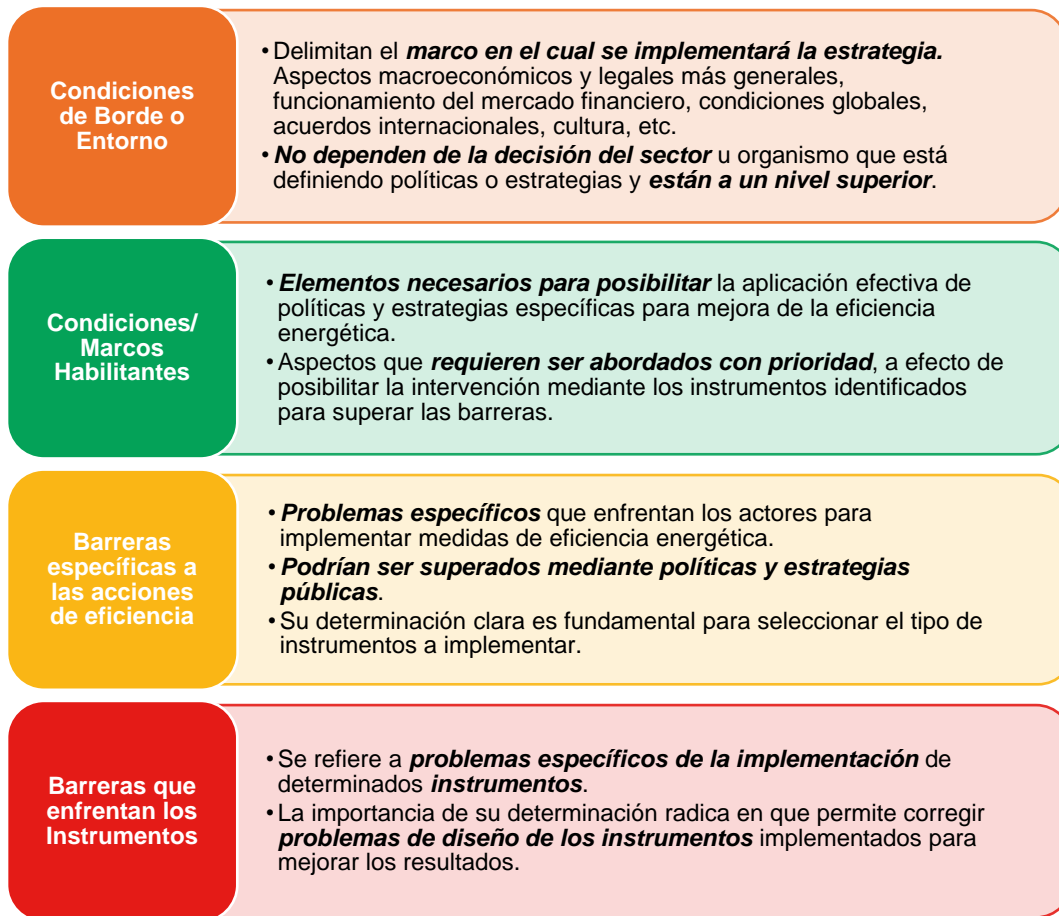 Condiciones
de Borde o
Entorno
• Delimitan el marco en el cual se implementará la estrategia.
Aspectos macroeconómicos y legales más generales,
funcionamiento del mercado financiero, condiciones globales,
acuerdos internacionales, cultura, etc.
• No dependen de la decisión del sector u organismo que está
definiendo políticas o estrategias y están a un nivel superior.
Condiciones/
Marcos
Habilitantes
• Elementos necesarios para posibilitar la aplicación efectiva de
políticas y estrategias específicas para mejora de la eficiencia
energética.
• Aspectos que requieren ser abordados con prioridad, a efecto de
posibilitar la intervención mediante los instrumentos identificados
para superar las barreras.
Barreras
específicas a
las acciones
de eficiencia
• Problemas específicos que enfrentan los actores para
implementar medidas de eficiencia energética.
• Podrían ser superados mediante políticas y estrategias
públicas.
• Su determinación clara es fundamental para seleccionar el tipo de
instrumentos a implementar.
Barreras que
enfrentan los
Instrumentos
• Se refiere a problemas específicos de la implementación de
determinados instrumentos.
• La importancia de su determinación radica en que permite corregir
problemas de diseño de los instrumentos implementados para
mejorar los resultados.